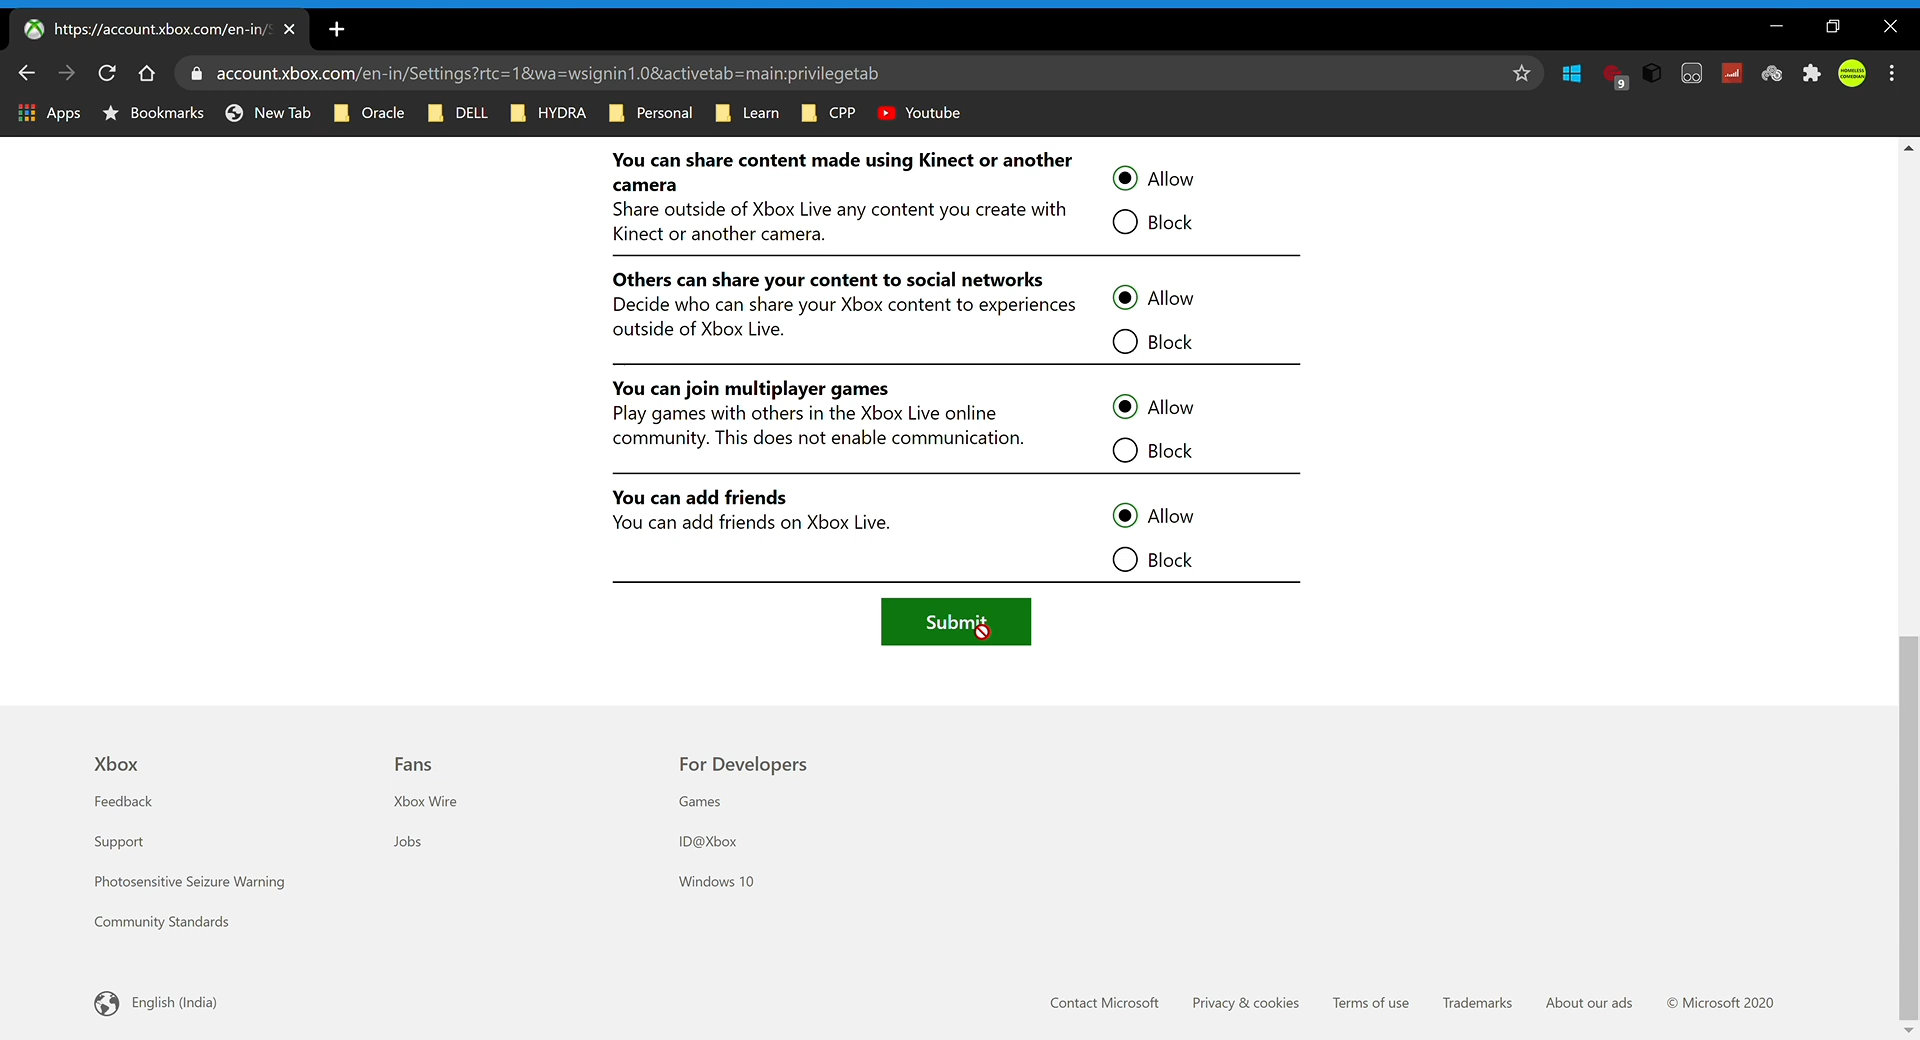 https://account.xbox.com/en-in/S
account.xbox.com/en-in/Settings?rtc=1&wa=wsignin1.0&activetab=main:privilegetab
9
HOMELESS
COMEDIAN
Apps
Bookmarks
New Tab
Oracle
DELL
HYDRA
Personal
Learn
CPP
Youtube
You can share content made using Kinect or another
camera
Share outside of Xbox Live any content you create with
Kinect or another camera.
Allow
Block
Others can share your content to social networks
Decide who can share your Xbox content to experiences
outside of Xbox Live.
Allow
Block
You can join multiplayer games
Play games with others in the Xbox Live online
community. This does not enable communication.
Allow
Block
You can add friends
You can add friends on Xbox Live.
Allow
Block
Submit
Xbox
Feedback
Support
Photosensitive Seizure Warning
Community Standards
Fans
Xbox Wire
Jobs
For Developers
Games
ID@Xbox
Windows 10
English (India)
Contact Microsoft
Privacy & cookies
Terms of use
Trademarks
About our ads
© Microsoft 2020